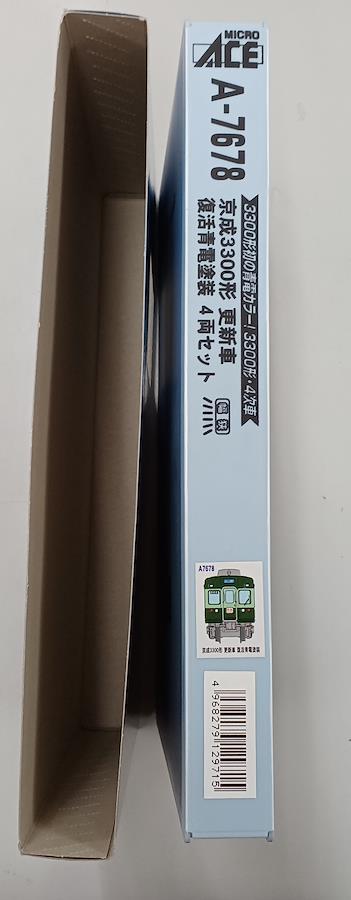 MICRO
ACE
A-7678
3300形初の青電カラー!3300形・4次車
京成3300形 更新車
復活青電塗装 4両セット
A7678
京成3300形 更新車 復活青電塗装
4968279129715